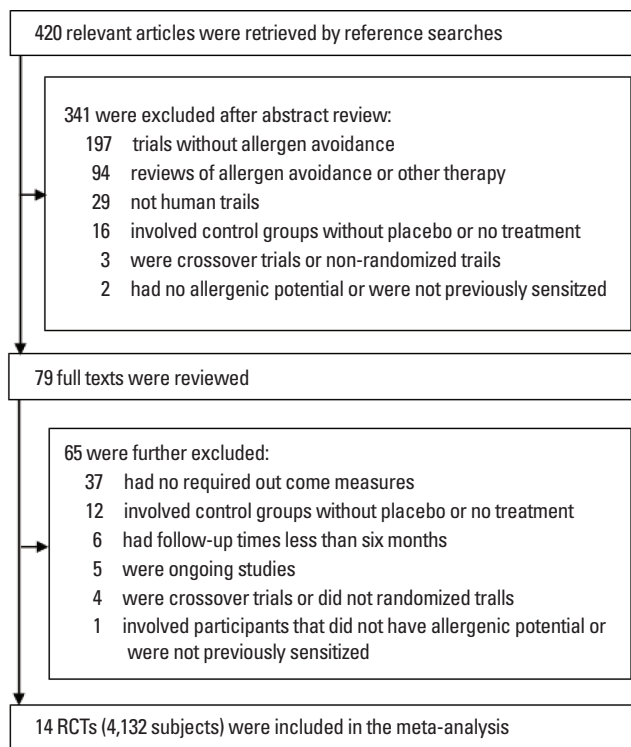 420 relevant articles were retrieved by reference searches
341 were excluded after abstract review:
197 trials without allergen avoidance
94 reviews of allergen avoidance or other therapy
29 not human trails
16 involved control groups without placebo or no treatment
3 were crossover trials or non-randomized trails
2 had no allergenic potential or were not previously sensitzed
79 full texts were reviewed
65 were further excluded:
37 had no required out come measures
12 involved control groups without placebo or no treatment
6 had follow-up times less than six months
5 were ongoing studies
4 were crossover trials or did not randomized tralls
1 involved participants that did not have allergenic potential or
were not previously sensitized
14 RCTs (4,132 subjects) were included in the meta-analysis